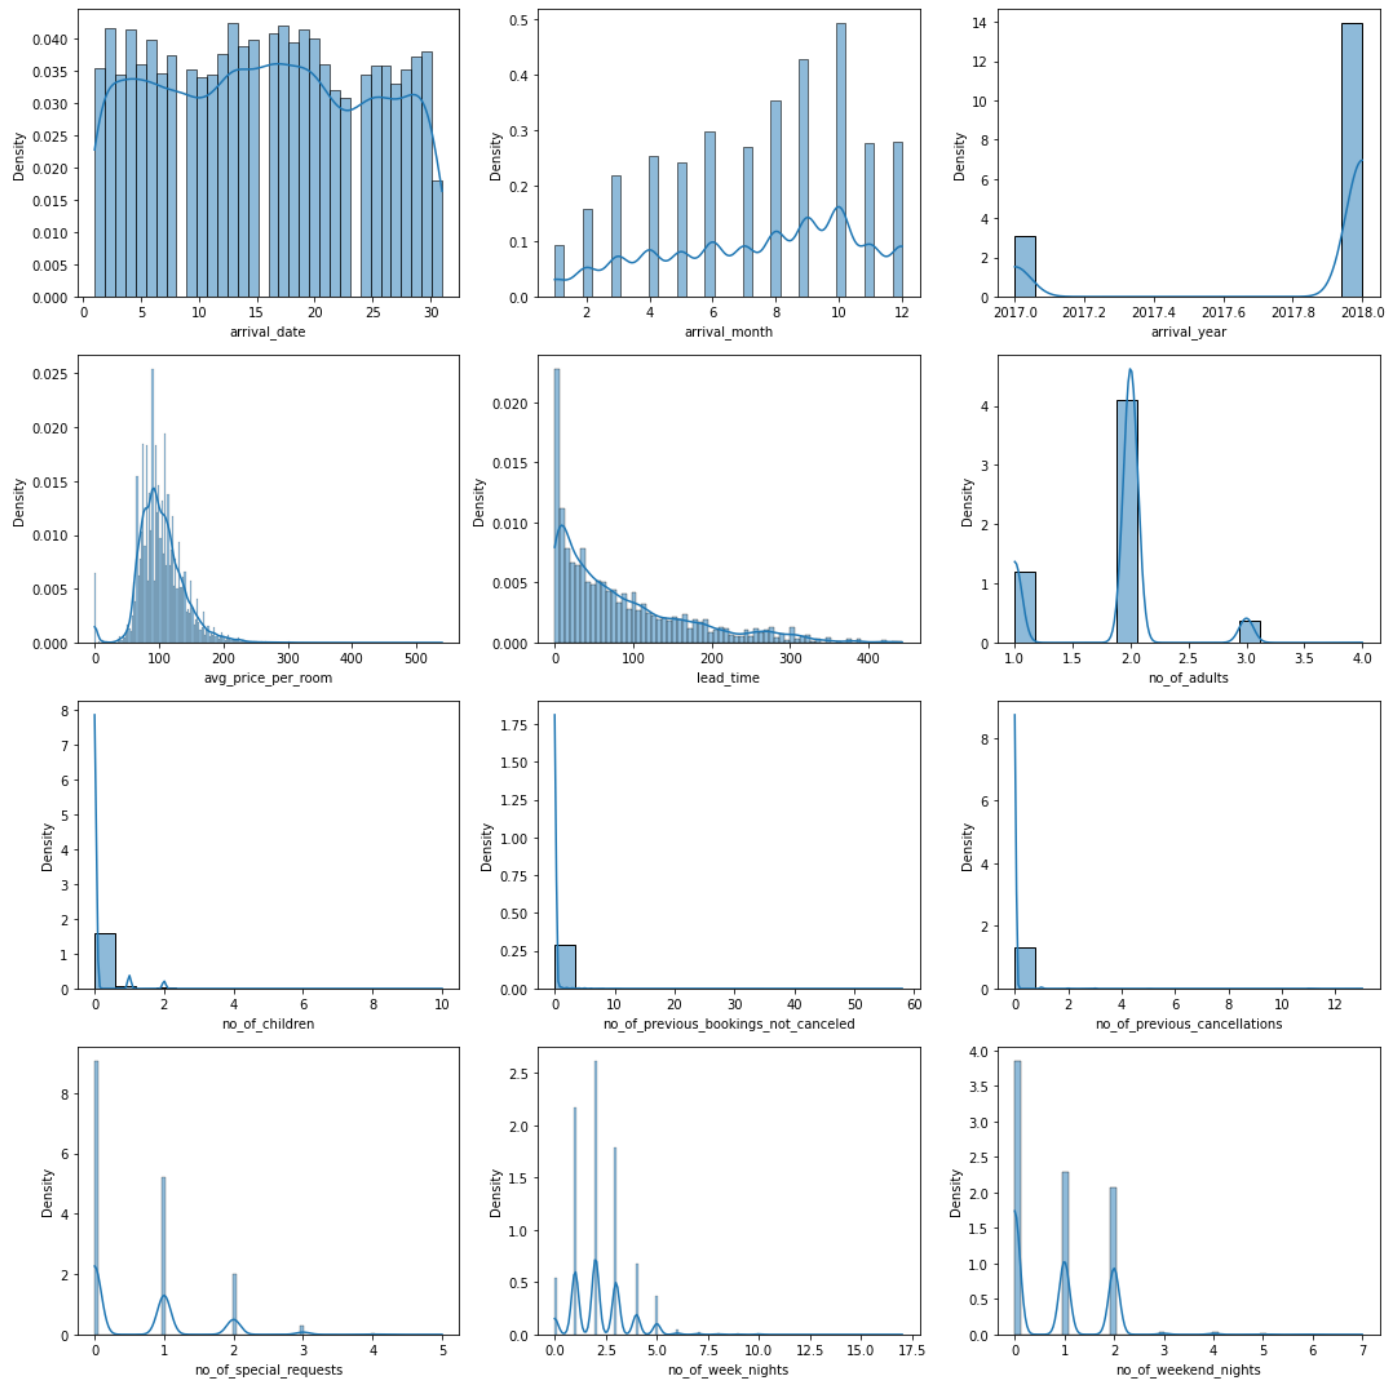 0.040
0.035
0.030
0.025
0.020
0.015
0.010
0.005
0.000
Density
0 5 10 15 20 25 30
arrival_date
0.5
0.4
0.3
0.2
0.1
0.0
Density
2 4 6 8 10 12
arrival_month
14
12
10
8
6
4
2
0
Density
2017.0 2017.2 2017.4 2017.6 2017.8 2018.0
arrival_year
0.025
0.020
0.015
0.010
0.005
0.000
Density
0 100 200 300 400 500
avg_price_per_room
0.020
0.015
0.010
0.005
0.000
Density
0 100 200 300 400
lead_time
4
3
2
1
0
Density
1.0 1.5 2.0 2.5 3.0 3.5 4.0
no_of_adults
8
7
6
5
4
3
2
1
0
Density
0 2 4 6 8 10
no_of_children
1.75
1.50
1.25
1.00
0.75
0.50
0.25
0.00
Density
0 10 20 30 40 50 60
no_of_previous_bookings_not_canceled
8
6
4
2
0
Density
0 2 4 6 8 10 12
no_of_previous_cancellations
8
6
4
2
0
Density
0 1 2 3 4 5
no_of_special_requests
2.5
2.0
1.5
1.0
0.5
0.0
Density
0.0 2.5 5.0 7.5 10.0 12.5 15.0 17.5
no_of_week_nights
4.0
3.5
3.0
2.5
2.0
1.5
1.0
0.5
0.0
Density
0 1 2 3 4 5 6 7
no_of_weekend_nights